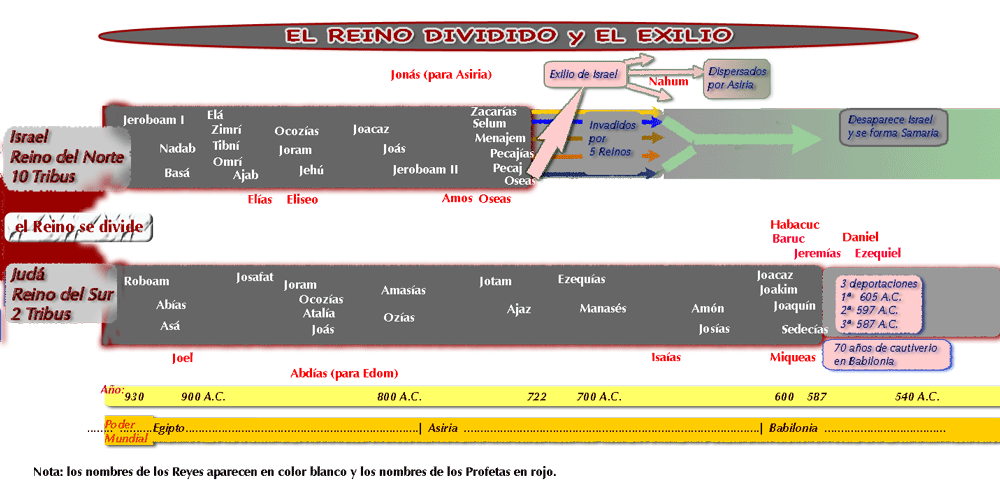 EL REINO DIVIDIDO y EL EXILIO
Jonás (para Asiria)
Exilio de Israel
Nahum
Dispersados
por Asiria
Israel
Reino del Norte
10 Tribus
Jeroboam I
Nadab
Basá
Elá
Zimrí
Tibní
Omrí
Ajab
Ocozías
Joram
Jehú
Joacaz
Joás
Jeroboam II
Zacarías
Selum
Menajem
Pecajías
Pecaj
Oseas
Invadidos
por
5 Reinos
Desaparece Israel
y se forma Samaria
Elías
Eliseo
Amos
Oseas
el Reino se divide
Habacuc
Baruc
Jeremías
Daniel
Ezequiel
Judá
Reino del Sur
2 Tribus
Roboam
Abías
Asá
Josafat
Joram
Ocozías
Atalía
Joás
Amasías
Ozías
Jotam
Ajaz
Ezequías
Manasés
Amón
Josías
Joacaz
Joakim
Joaquín
Sedecías
3 deportaciones
1ª 605 A.C.
2ª 597 A.C.
3ª 587 A.C.
70 años de cautiverio
en Babilonia
Joel
Abdías (para Edom)
Isaías
Miqueas
Año:
930 900 A.C. 800 A.C. 722 700 A.C. 600 587 540 A.C.
Poder
Mundial
Egipto
Asiria
Babilonia
Nota: los nombres de los Reyes aparecen en color blanco y los nombres de los Profetas en rojo.